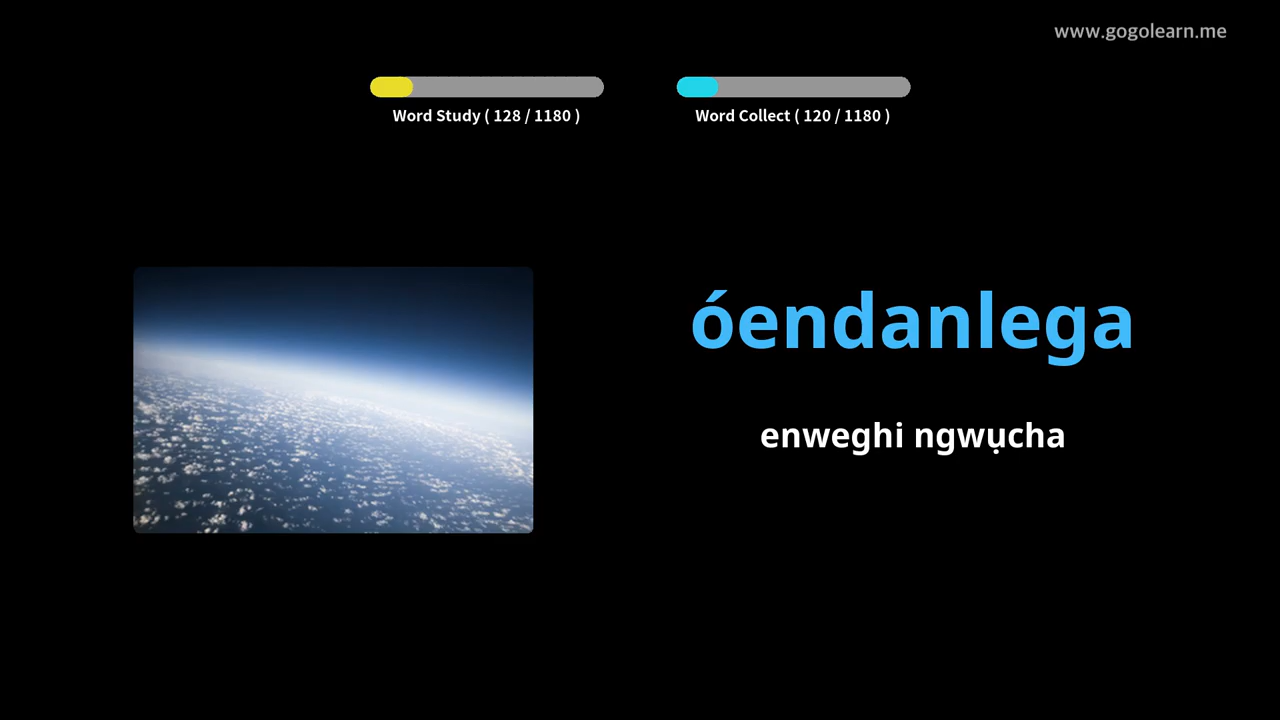 www.gogolearn.me
Word Study ( 128 / 1180 )
Word Collect ( 120 / 1180 )
óendanlega
enweghi ngwụcha